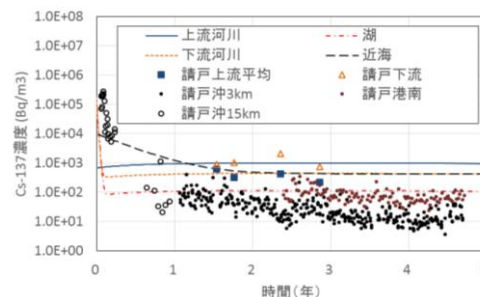 1.0E+08
1.0E+07
1.0E+06
1.0E+05
1.0E+04
1.0E+03
1.0E+02
1.0E+01
1.0E+00
Cs-137濃度 (Bq/m3)
上流河川 湖
下流河川 近海
請戸上流平均 請戸下流
請戸沖3km 請戸港南
請戸沖15km
0 1 2 3 4
時間(年)